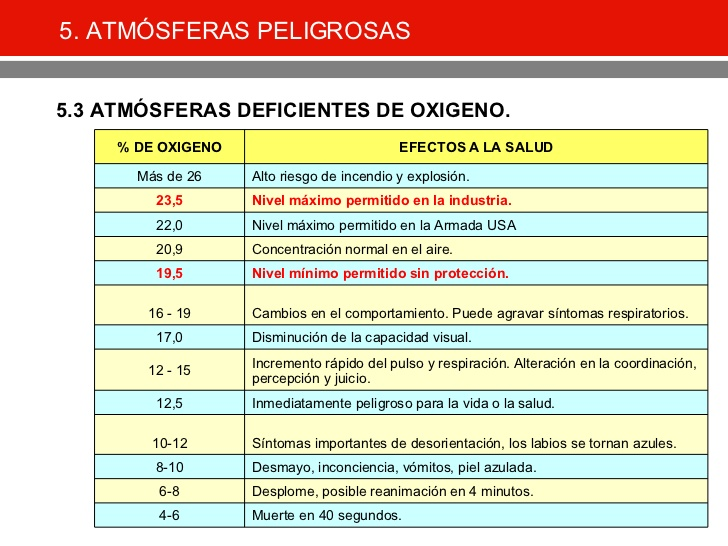 5. ATMÓSFERAS PELIGROSAS
5.3 ATMÓSFERAS DEFICIENTES DE OXIGENO.
% DE OXIGENO EFECTOS A LA SALUD
Más de 26 Alto riesgo de incendio y explosión.
23,5 Nivel máximo permitido en la industria.
22,0 Nivel máximo permitido en la Armada USA
20,9 Concentración normal en el aire.
19,5 Nivel mínimo permitido sin protección.
16 - 19 Cambios en el comportamiento. Puede agravar síntomas respiratorios.
17,0 Disminución de la capacidad visual.
12 - 15 Incremento rápido del pulso y respiración. Alteración en la coordinación,
percepción y juicio.
12,5 Inmediatamente peligroso para la vida o la salud.
10-12 Síntomas importantes de desorientación, los labios se tornan azules.
8-10 Desmayo, inconciencia, vómitos, piel azulada.
6-8 Desplome, posible reanimación en 4 minutos.
4-6 Muerte en 40 segundos.